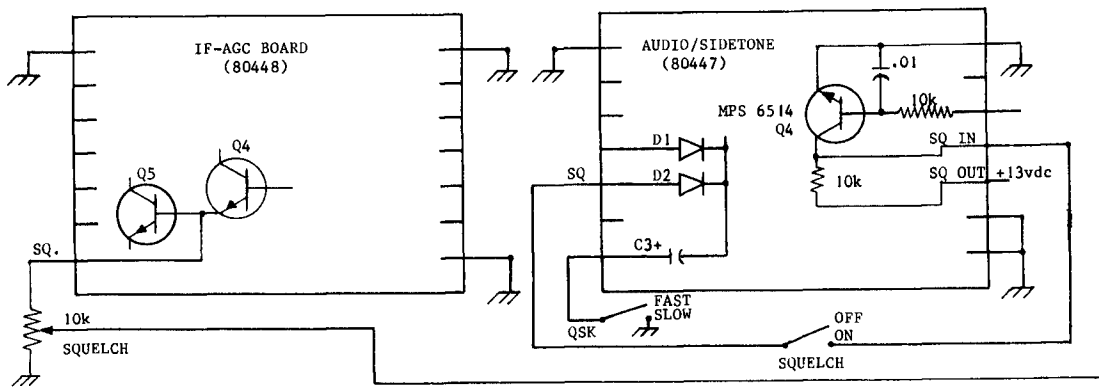 IF-AGC BOARD
(80448)
Q4
Q5
SQ.
10k
SQUELCH
AUDIO/SIDETONE
(80447)
.01
MPS 6514
Q4
10k
D1
SQ IN
SQ
D2
10k
SQ OUT +13vdc
C3+
FAST
SLOW
QSK
OFF
ON
SQUELCH